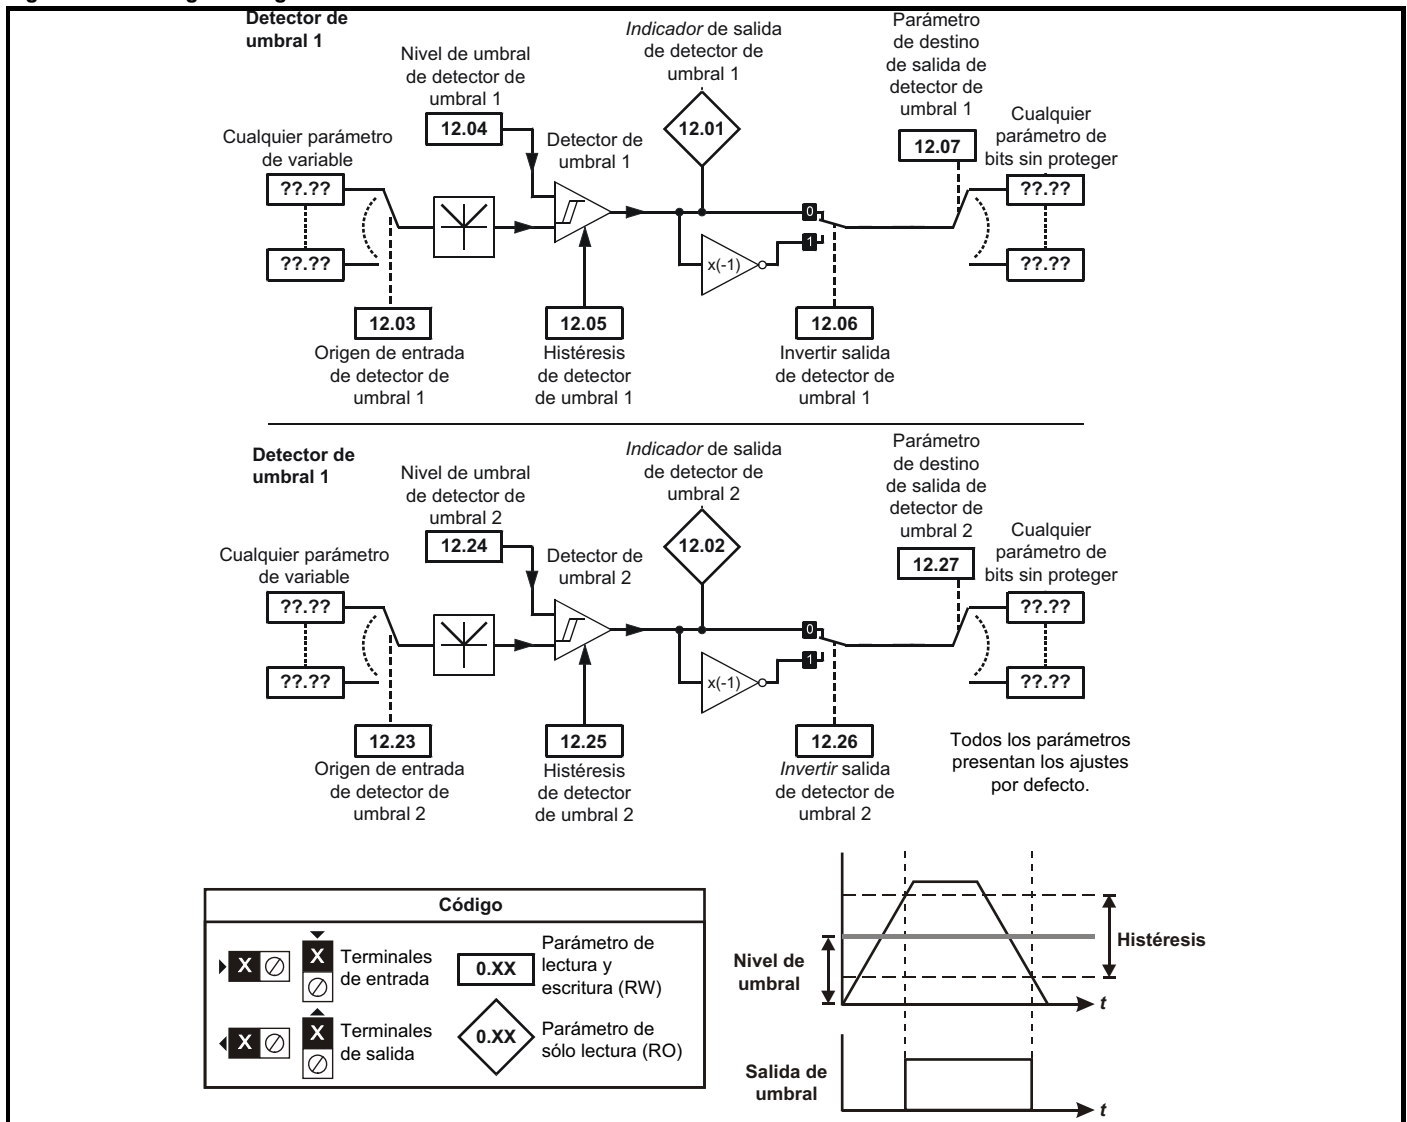 Detector de
umbral 1
Nivel de umbral
de detector de
umbral 1
12.04
Indicador de salida
de detector de
umbral 1
12.01
Parámetro
de destino
de salida de
detector de
umbral 1
12.07
Cualquier parámetro
de variable
??.??
??.??
Detector de
umbral 1
Cualquier
parámetro de
bits sin proteger
??.??
??.??
0
1
x(-1)
12.03
Origen de entrada
de detector de
umbral 1
12.05
Histéresis
de detector
de umbral 1
12.06
Invertir salida
de detector de
umbral 1
Detector de
umbral 1
Nivel de umbral
de detector de
umbral 2
12.24
Indicador de salida
de detector de
umbral 2
12.02
Parámetro
de destino
de salida de
detector de
umbral 2
12.27
Cualquier parámetro
de variable
??.??
??.??
Detector de
umbral 2
Cualquier
parámetro de
bits sin proteger
??.??
??.??
0
1
x(-1)
12.23
Origen de entrada
de detector de
umbral 2
12.25
Histéresis
de detector
de umbral 2
12.26
Invertir salida
de detector de
umbral 2
Todos los parámetros
presentan los ajustes
por defecto.
Código
X
X
Terminales
de entrada
0.XX
Parámetro de
lectura y
escritura (RW)
X
X
Terminales
de salida
0.XX
Parámetro de
sólo lectura (RO)
Nivel de
umbral
Histéresis
t
Salida de
umbral
t